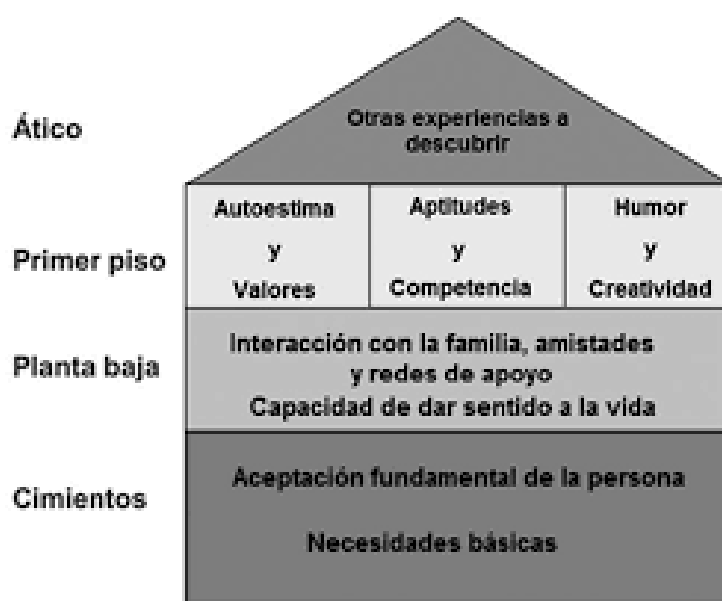 Ático
Otras experiencias a
descubrir
Primer piso
Autoestima
y
Valores
Aptitudes
y
Competencia
Humor
y
Creatividad
Planta baja
Interacción con la familia, amistades
y redes de apoyo
Capacidad de dar sentido a la vida
Cimientos
Aceptación fundamental de la persona
Necesidades básicas